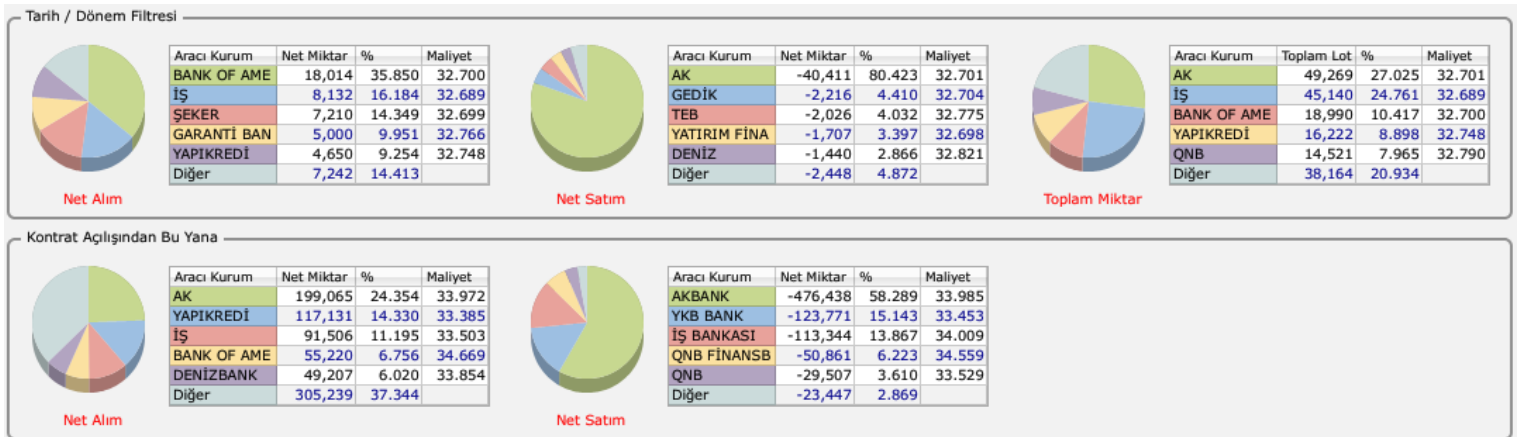 Tarih / Dönem Filtresi
Aracı Kurum Net Miktar % Maliyet
BANK OF AME 18,014 35.850 32.700
İŞ 8,132 16.184 32.689
ŞEKER 7,210 14.349 32.699
GARANTİ BAN 5,000 9.951 32.766
YAPIKREDİ 4,650 9.254 32.748
Diğer 7,242 14.413
Net Alım
Aracı Kurum Net Miktar % Maliyet
AK -40,411 80.423 32.701
GEDİK -2,216 4.410 32.704
TEB -2,026 4.032 32.775
YATIRIM FİNA -1,707 3.397 32.698
DENİZ -1,440 2.866 32.821
Diğer -2,448 4.872
Net Satım
Aracı Kurum Toplam Lot % Maliyet
AK 49,269 27.025 32.701
İŞ 45,140 24.761 32.689
BANK OF AME 18,990 10.417 32.700
YAPIKREDİ 16,222 8.898 32.748
QNB 14,521 7.965 32.790
Diğer 38,164 20.934
Toplam Miktar
Kontrat Açılışından Bu Yana
Aracı Kurum Net Miktar % Maliyet
AK 199,065 24.354 33.972
YAPIKREDİ 117,131 14.330 33.385
İŞ 91,506 11.195 33.503
BANK OF AME 55,220 6.756 34.669
DENİZBANK 49,207 6.020 33.854
Diğer 305,239 37.344
Net Alım
Aracı Kurum Net Miktar % Maliyet
AKBANK -476,438 58.289 33.985
YKB BANK -123,771 15.143 33.453
İŞ BANKASI -113,344 13.867 34.009
QNB FİNANSB -50,861 6.223 34.559
QNB -29,507 3.610 33.529
Diğer -23,447 2.869
Net Satım